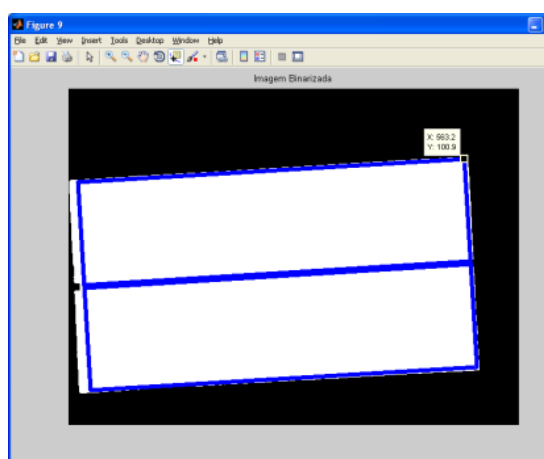 Figure 9
File Edit View Insert Tools Desktop Window Help
Imagem Binarizada
X: 563.2
Y: 100.9